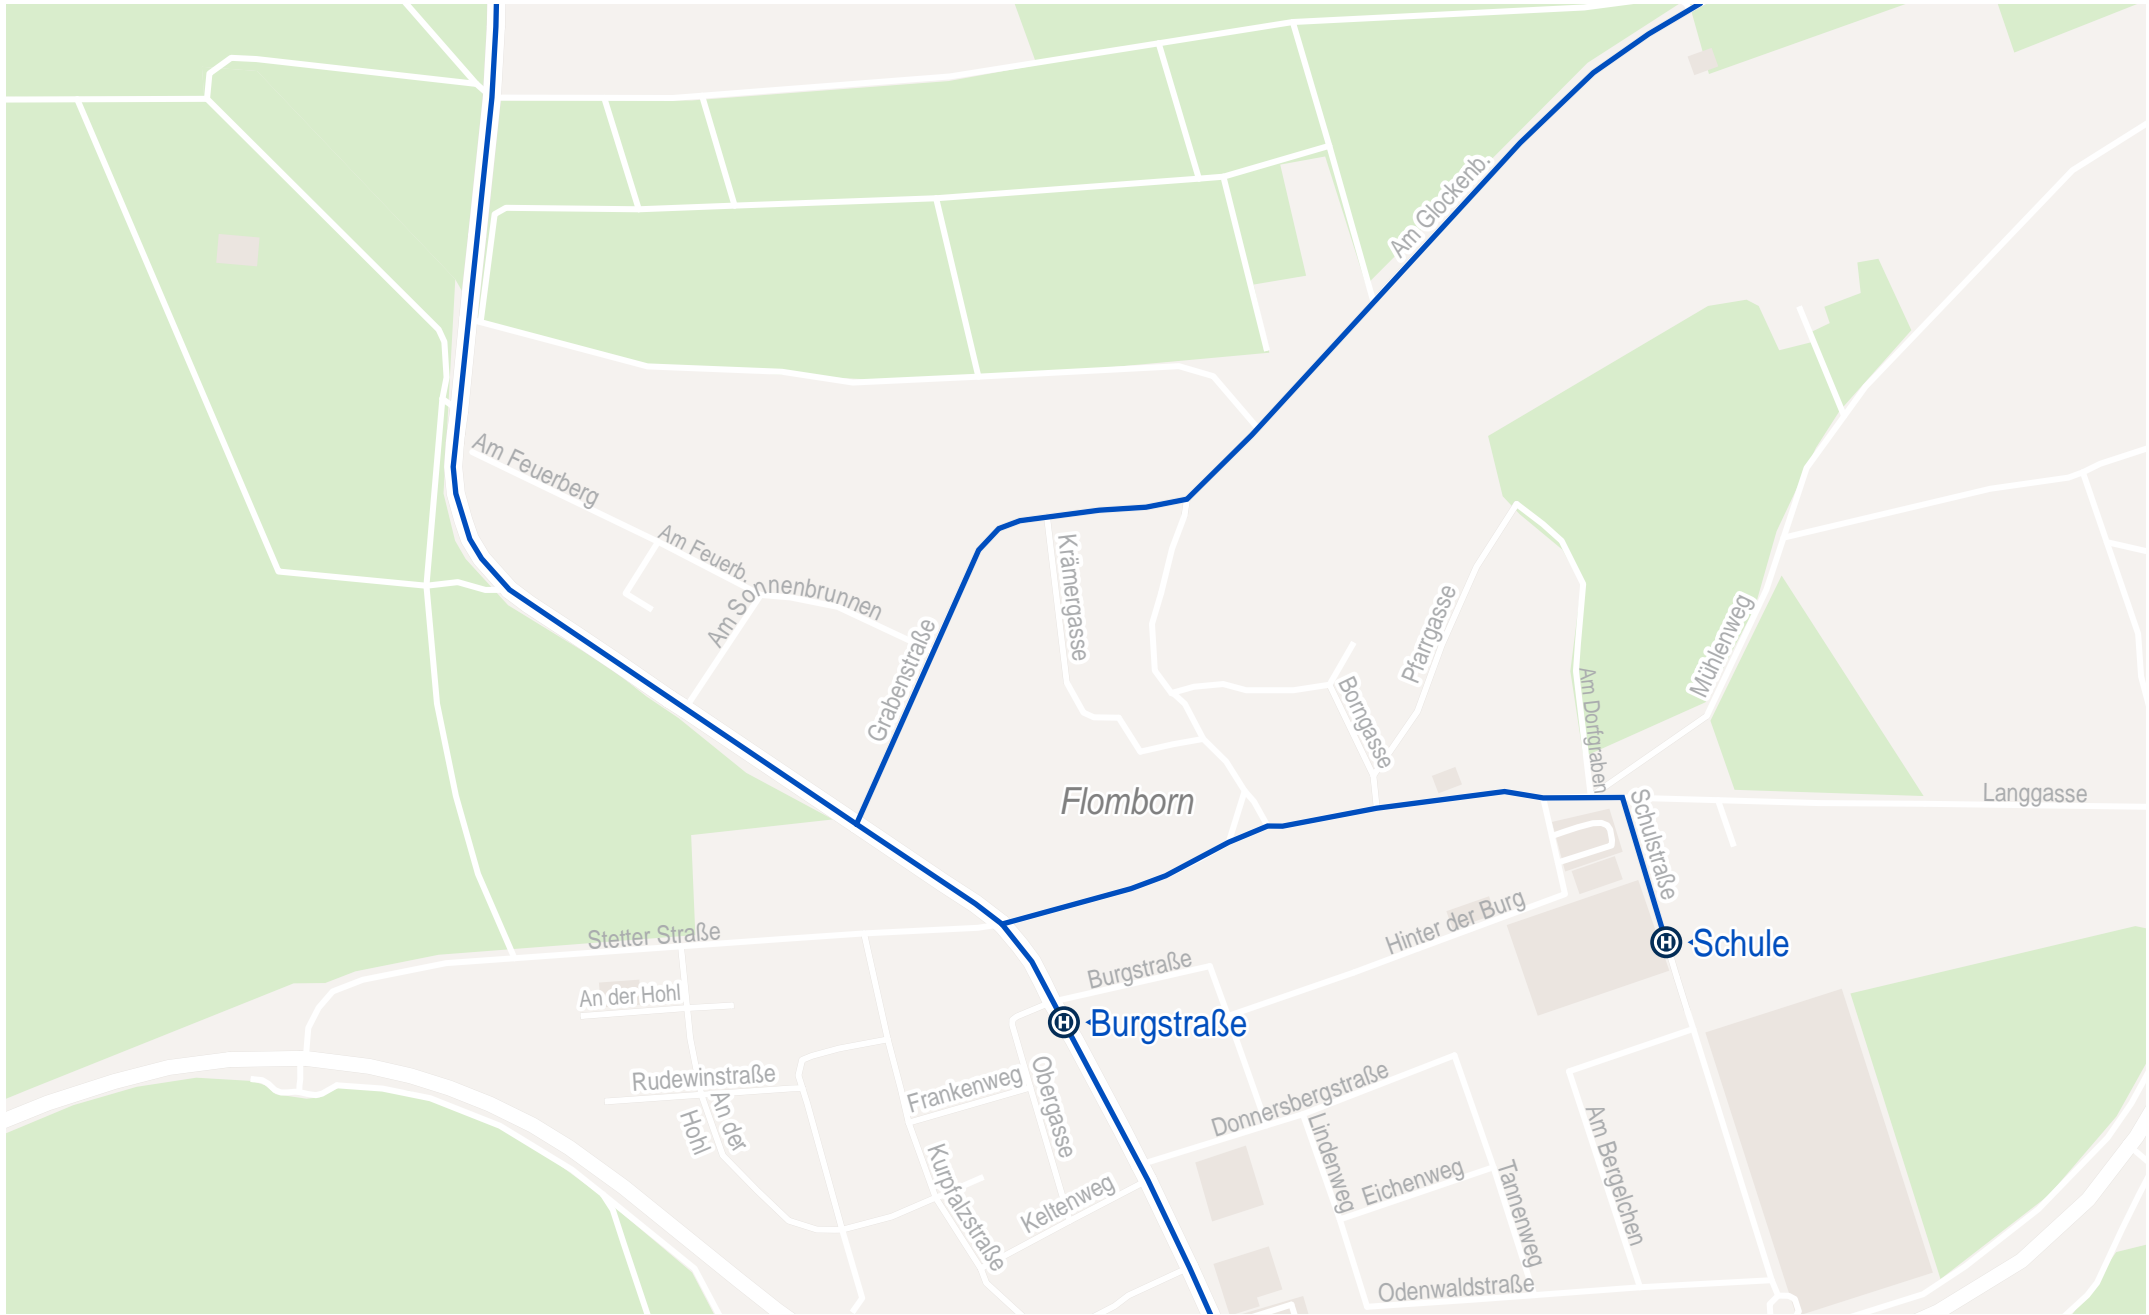 Am Glockenb.
Am Feuerberg
Am Feuerb.
Am Sonnenbrunnen
Grabenstraße
Krämergasse
Pfarrgasse
Borngasse
Am Dorfgraben
Mühlenweg
Flomborn
Langgasse
Schulstraße
Hinter der Burg
H Schule
Stetter Straße
An der Hohl
Burgstraße
H Burgstraße
Rudewinstraße
An der
Hohl
Frankenweg
Obergasse
Donnersbergstraße
Lindenweg
Eichenweg
Tannenweg
Am Bergelchen
Kurpfalzstraße
Keltenweg
Odenwaldstraße